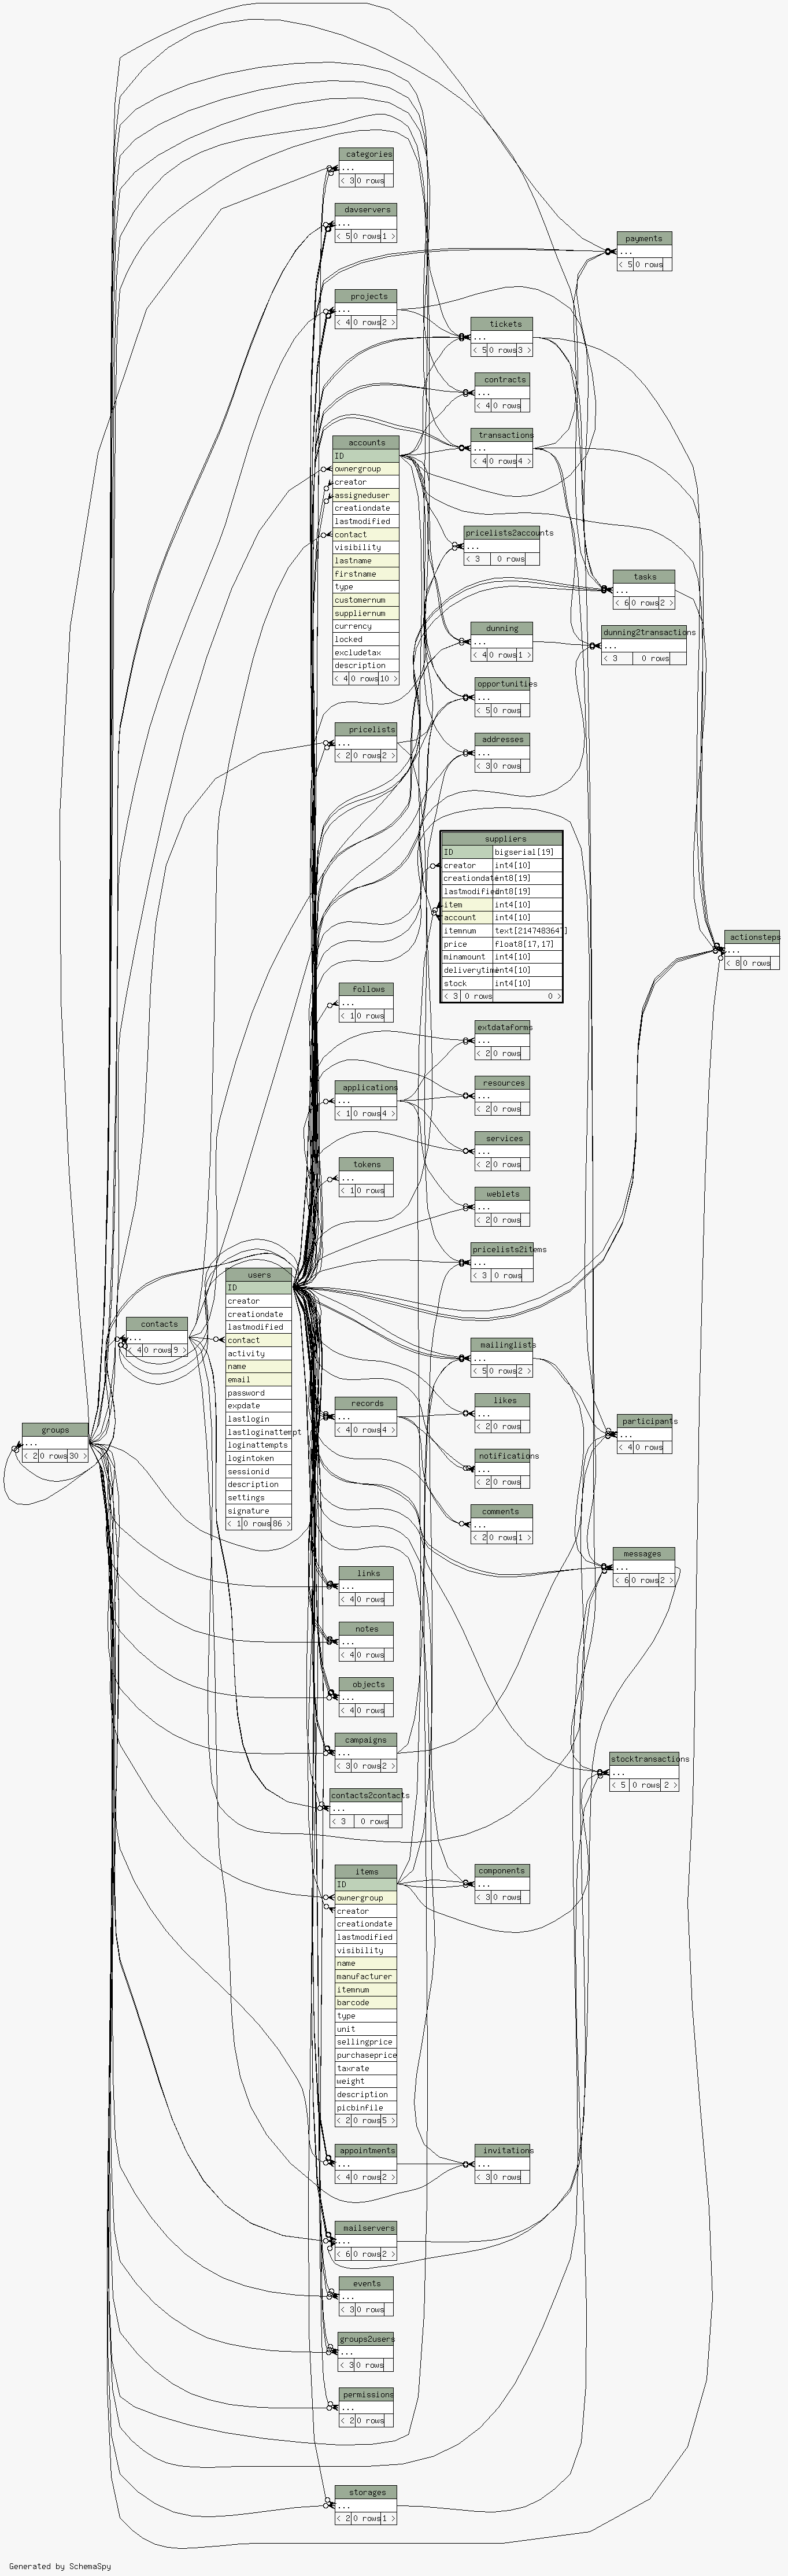 categories
...
< 3 0 rows
davservers
...
< 5 0 rows 1 >
payments
...
< 5 0 rows
projects
...
< 4 0 rows 2 >
tickets
...
< 5 0 rows 3 >
contracts
...
< 4 0 rows
transactions
...
< 4 0 rows 4 >
accounts
ID
ownergroup
creator
assigneduser
creationdate
lastmodified
contact
visibility
lastname
firstname
type
customernum
suppliernum
currency
locked
excludetax
description
< 4 0 rows 10 >
pricelists2accounts
...
< 3 0 rows
tasks
...
< 6 0 rows 2 >
dunning
...
< 4 0 rows 1 >
dunning2transactions
...
< 3 0 rows
opportunities
...
< 5 0 rows
pricelists
...
< 2 0 rows 2 >
addresses
...
< 3 0 rows
suppliers
ID bigserial[19]
creator int4[10]
creationdate int8[19]
lastmodified int8[19]
item int4[10]
account int4[10]
itemnum text[2147483647]
price float8[17,17]
minamount int4[10]
deliverytime int4[10]
stock int4[10]
< 3 0 rows 0 >
actionsteps
...
< 8 0 rows
follows
...
< 1 0 rows
extdataforms
...
< 2 0 rows
applications
...
< 1 0 rows 4 >
resources
...
< 2 0 rows
services
...
< 2 0 rows
tokens
...
< 1 0 rows
weblets
...
< 2 0 rows
pricelists2items
...
< 3 0 rows
users
ID
creator
creationdate
lastmodified
contact
activity
name
email
password
expdate
lastlogin
lastloginattempt
loginattempts
logintoken
sessionid
description
settings
signature
< 1 0 rows 86 >
contacts
...
< 4 0 rows 9 >
mailinglists
...
< 5 0 rows 2 >
records
...
< 4 0 rows 4 >
likes
...
< 2 0 rows
participants
...
< 4 0 rows
groups
...
< 2 0 rows 30 >
notifications
...
< 2 0 rows
comments
...
< 2 0 rows 1 >
messages
...
< 6 0 rows 2 >
links
...
< 4 0 rows
notes
...
< 4 0 rows
objects
...
< 4 0 rows
campaigns
...
< 3 0 rows 2 >
stocktransactions
...
< 5 0 rows 2 >
contacts2contacts
...
< 3 0 rows
items
ID
ownergroup
creator
creationdate
lastmodified
visibility
name
manufacturer
itemnum
barcode
type
unit
sellingprice
purchaseprice
taxrate
weight
description
picbinfile
< 2 0 rows 5 >
components
...
< 3 0 rows
appointments
...
< 4 0 rows 2 >
invitations
...
< 3 0 rows
mailservers
...
< 6 0 rows 2 >
events
...
< 3 0 rows
groups2users
...
< 3 0 rows
permissions
...
< 2 0 rows
storages
...
< 2 0 rows 1 >
Generated by SchemaSpy